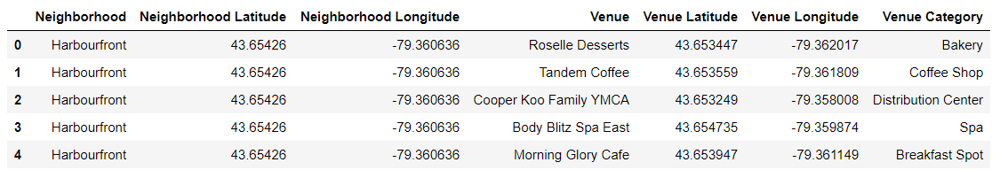 Neighborhood Neighborhood Latitude Neighborhood Longitude Venue Venue Latitude Venue Longitude Venue Category
0 Harbourfront 43.65426 -79.360636 Roselle Desserts 43.653447 -79.362017 Bakery
1 Harbourfront 43.65426 -79.360636 Tandem Coffee 43.653559 -79.361809 Coffee Shop
2 Harbourfront 43.65426 -79.360636 Cooper Koo Family YMCA 43.653249 -79.358008 Distribution Center
3 Harbourfront 43.65426 -79.360636 Body Blitz Spa East 43.654735 -79.359874 Spa
4 Harbourfront 43.65426 -79.360636 Morning Glory Cafe 43.653947 -79.361149 Breakfast Spot